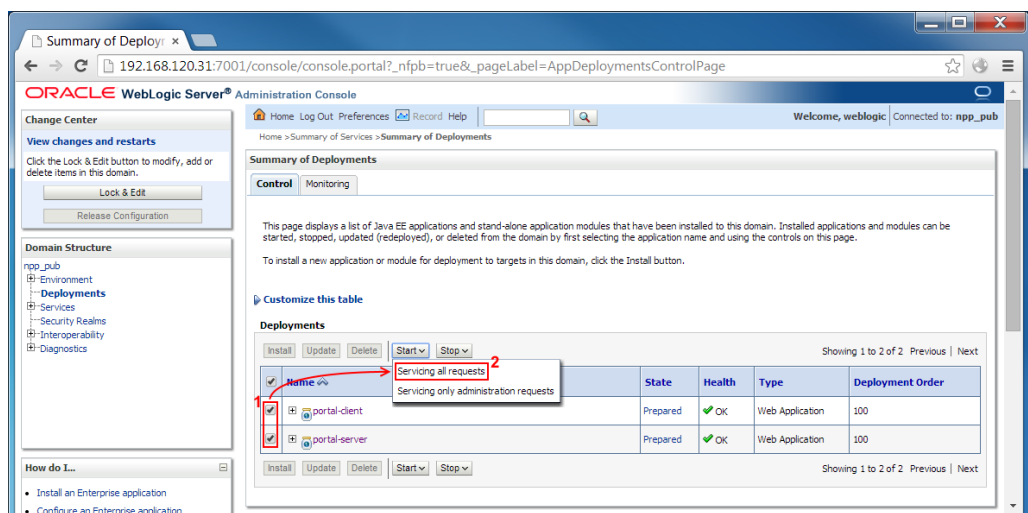 Summary of Deploy
192.168.120.31:7001/console/console.portal?_nfpb=true&_pageLabel=AppDeploymentsControlPage
ORACLE WebLogic Server® Administration Console
Change Center
View changes and restarts
Click the Lock & Edit button to modify, add or
delete items in this domain.
Lock & Edit
Release Configuration
Domain Structure
npp_pub
Environment
Deployments
Services
Security Realms
Interoperability
Diagnostics
How do I...
Install an Enterprise application
Configure an Enterprise application
Home Log Out Preferences Record Help
Welcome, weblogic Connected to: npp_pub
Home >Summary of Services >Summary of Deployments
Summary of Deployments
Control Monitoring
This page displays a list of Java EE applications and stand-alone application modules that have been installed to this domain. Installed applications and modules can be
started, stopped, updated (redeployed), or deleted from the domain by first selecting the application name and using the controls on this page.
To install a new application or module for deployment to targets in this domain, click the Install button.
Customize this table
Deployments
Install Update Delete Start Stop Showing 1 to 2 of 2 Previous | Next
Servicing all requests 2
Servicing only administration requests
Name State Health Type Deployment Order
1 portal-client Prepared OK Web Application 100
portal-server Prepared OK Web Application 100
Install Update Delete Start Stop Showing 1 to 2 of 2 Previous | Next